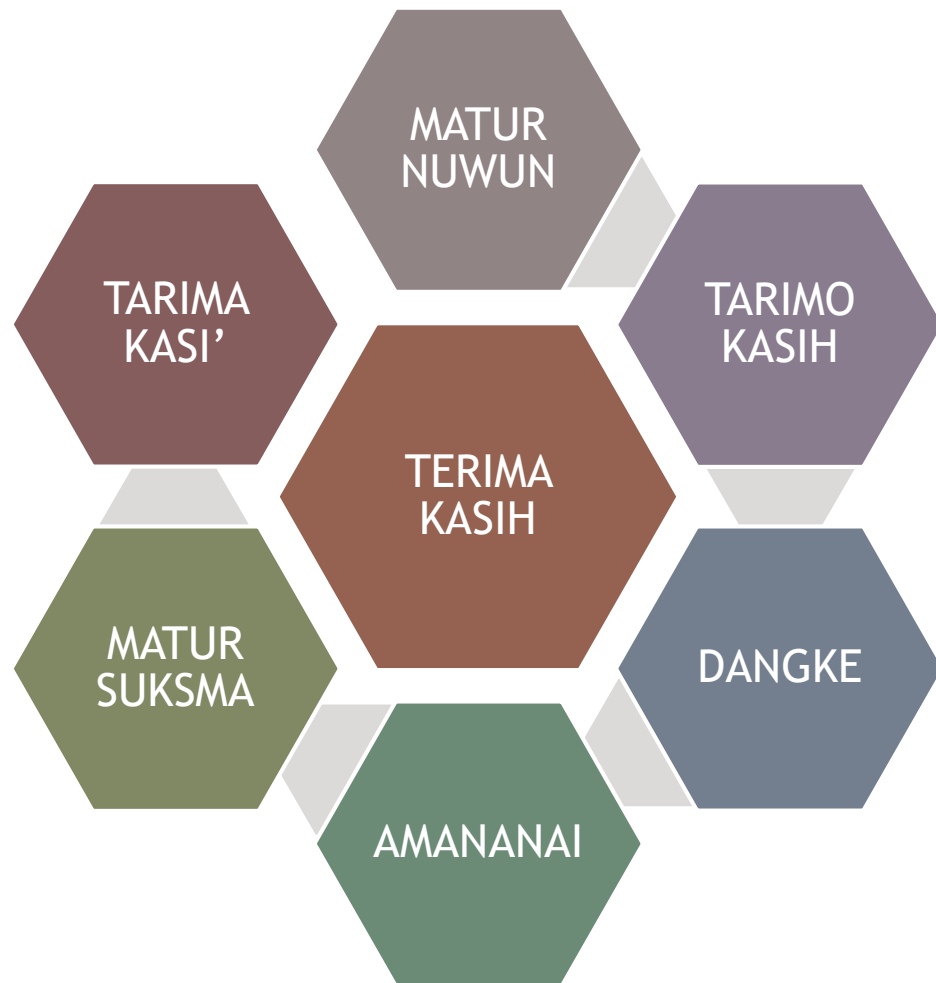 MATUR
NUWUN
TARIMA
KASI’
TARIMO
KASIH
TERIMA
KASIH
MATUR
SUKSMA
DANGKE
AMANANAI